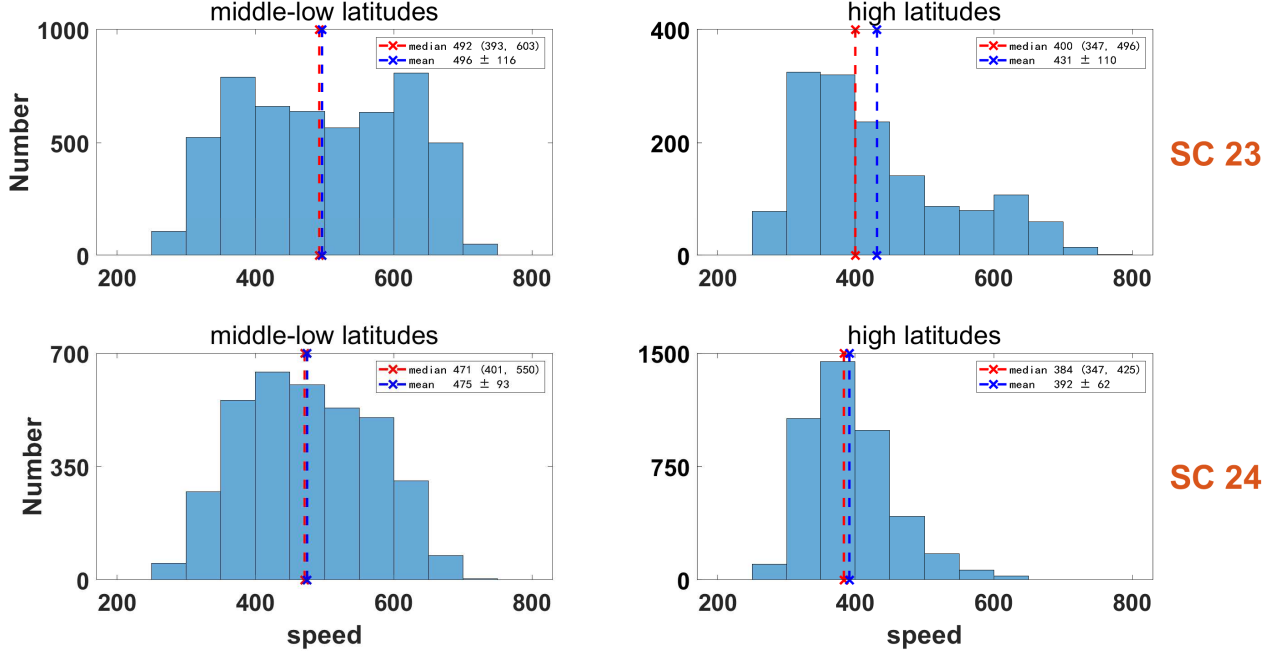 middle-low latitudes
high latitudes
1000
500
0
Number
median 492 (393, 603)
mean 496 ± 116
200 400 600 800
400
200
0
median 400 (347, 496)
mean 431 ± 110
200 400 600 800
SC 23
middle-low latitudes
high latitudes
700
350
0
Number
median 471 (401, 550)
mean 475 ± 93
200 400 600 800
speed
1500
750
0
median 384 (347, 425)
mean 392 ± 62
200 400 600 800
speed
SC 24